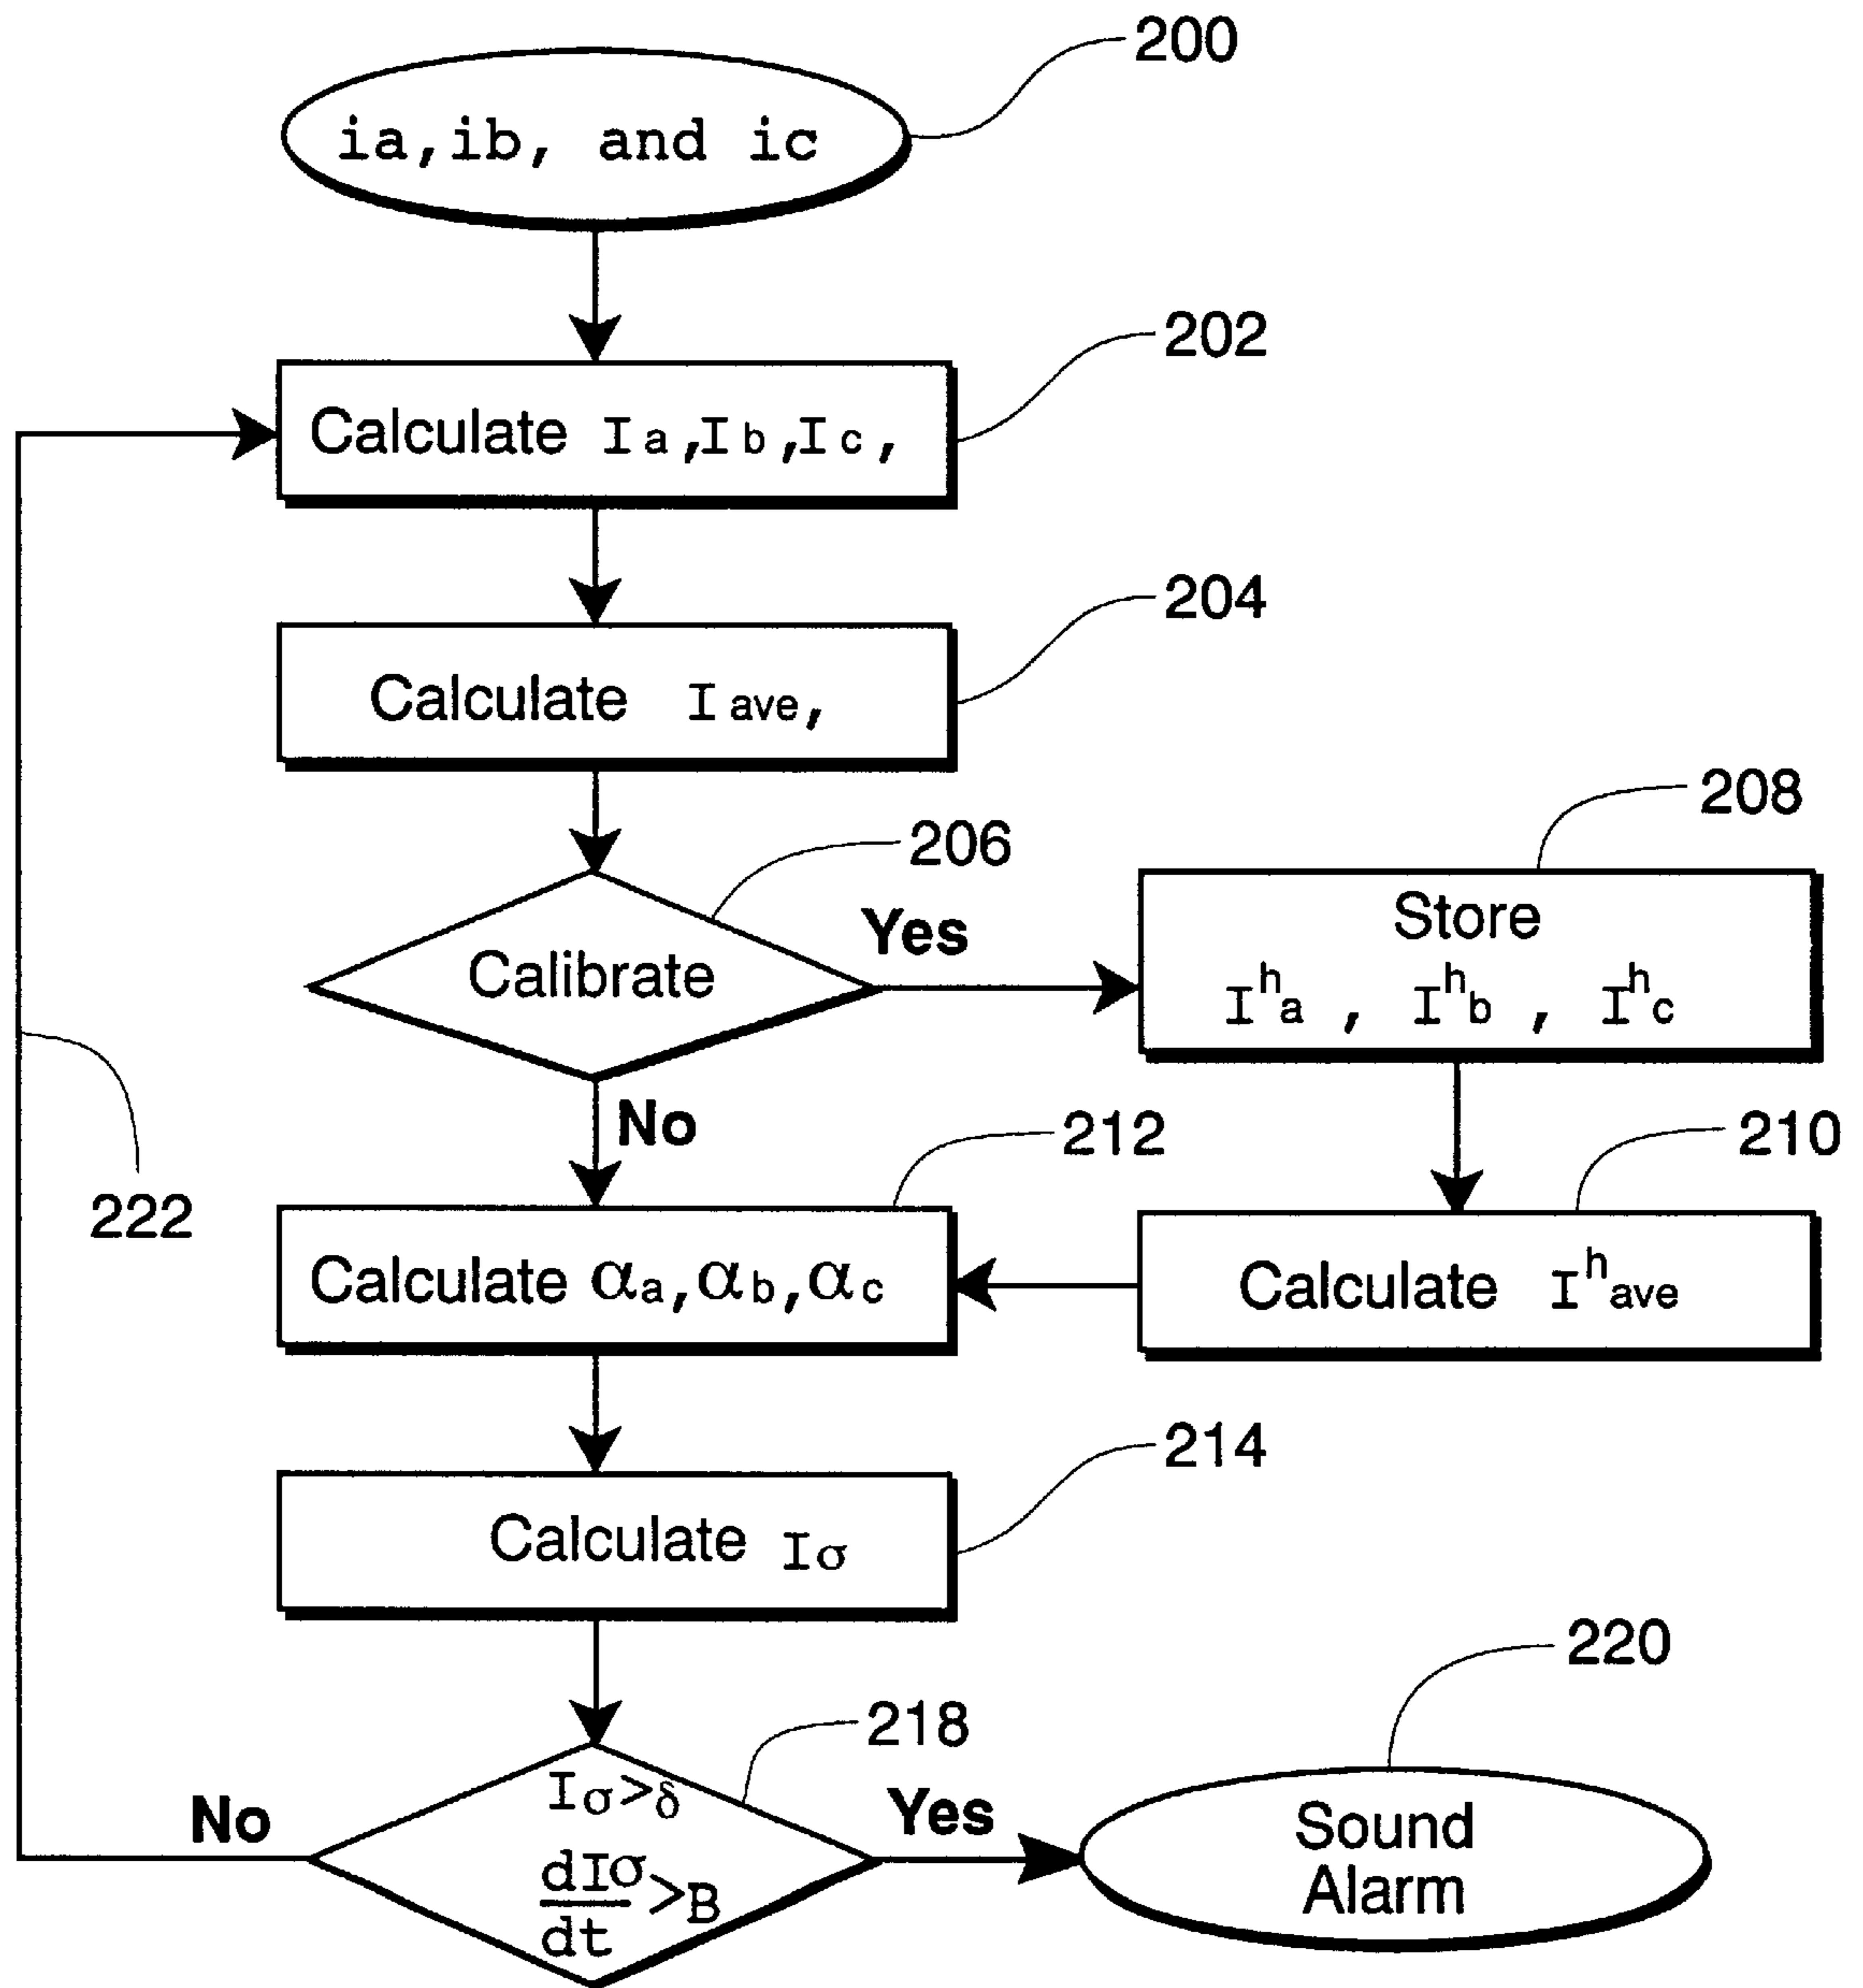 200
ia,ib, and ic
202
Calculate Ia,Ib,Ic,
204
Calculate Iave,
206
208
Calibrate
Yes
Store
Iʰa , Iʰb , Iʰc
No
212
210
222
Calculate αa,αb,αc
Calculate Iʰave
214
Calculate Iσ
220
218
No
Iσ>δ
dIσ
dt
>B
Yes
Sound
Alarm